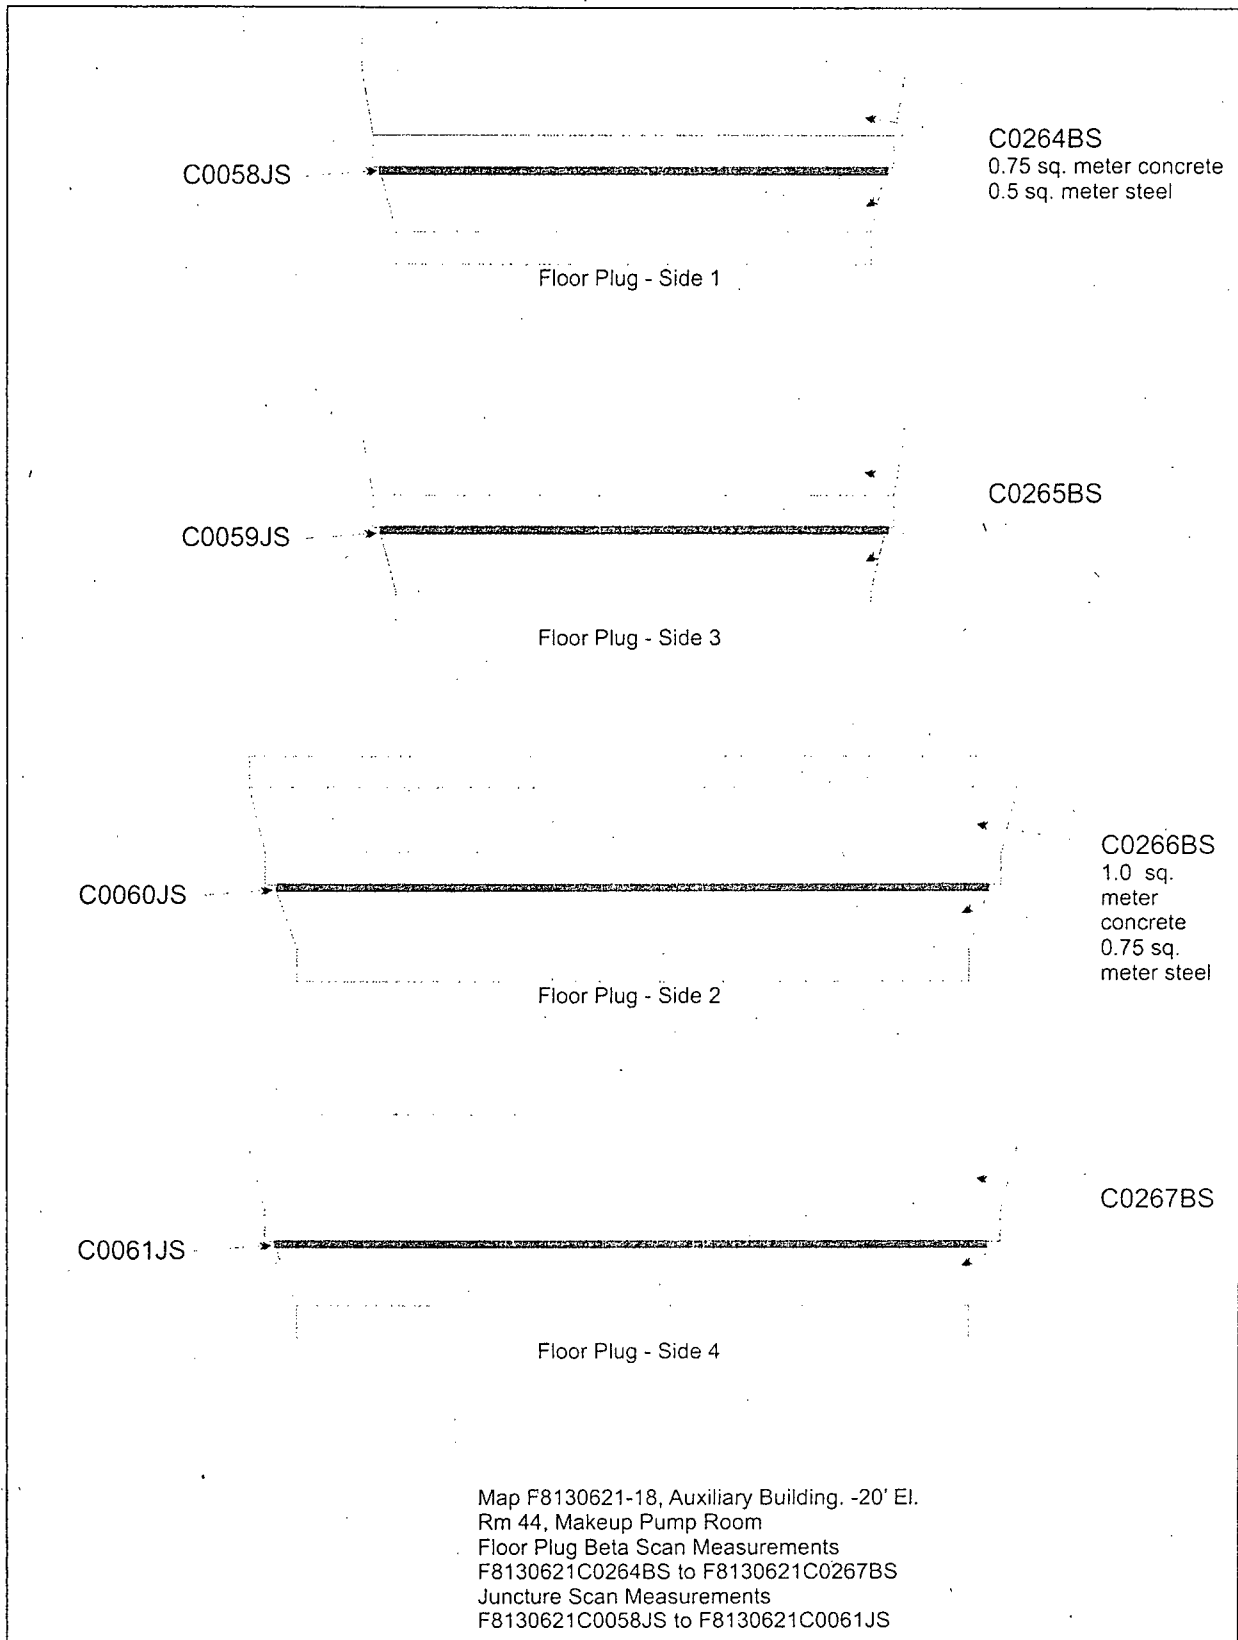 C0058JS
C0264BS
0.75 sq. meter concrete
0.5 sq. meter steel
Floor Plug - Side 1
C0059JS
C0265BS
Floor Plug - Side 3
C0060JS
C0266BS
1.0 sq.
meter
concrete
0.75 sq.
meter steel
Floor Plug - Side 2
C0061JS
C0267BS
Floor Plug - Side 4
Map F8130621-18, Auxiliary Building. -20' El.
Rm 44, Makeup Pump Room
Floor Plug Beta Scan Measurements
F8130621C0264BS to F8130621C0267BS
Juncture Scan Measurements
F8130621C0058JS to F8130621C0061JS